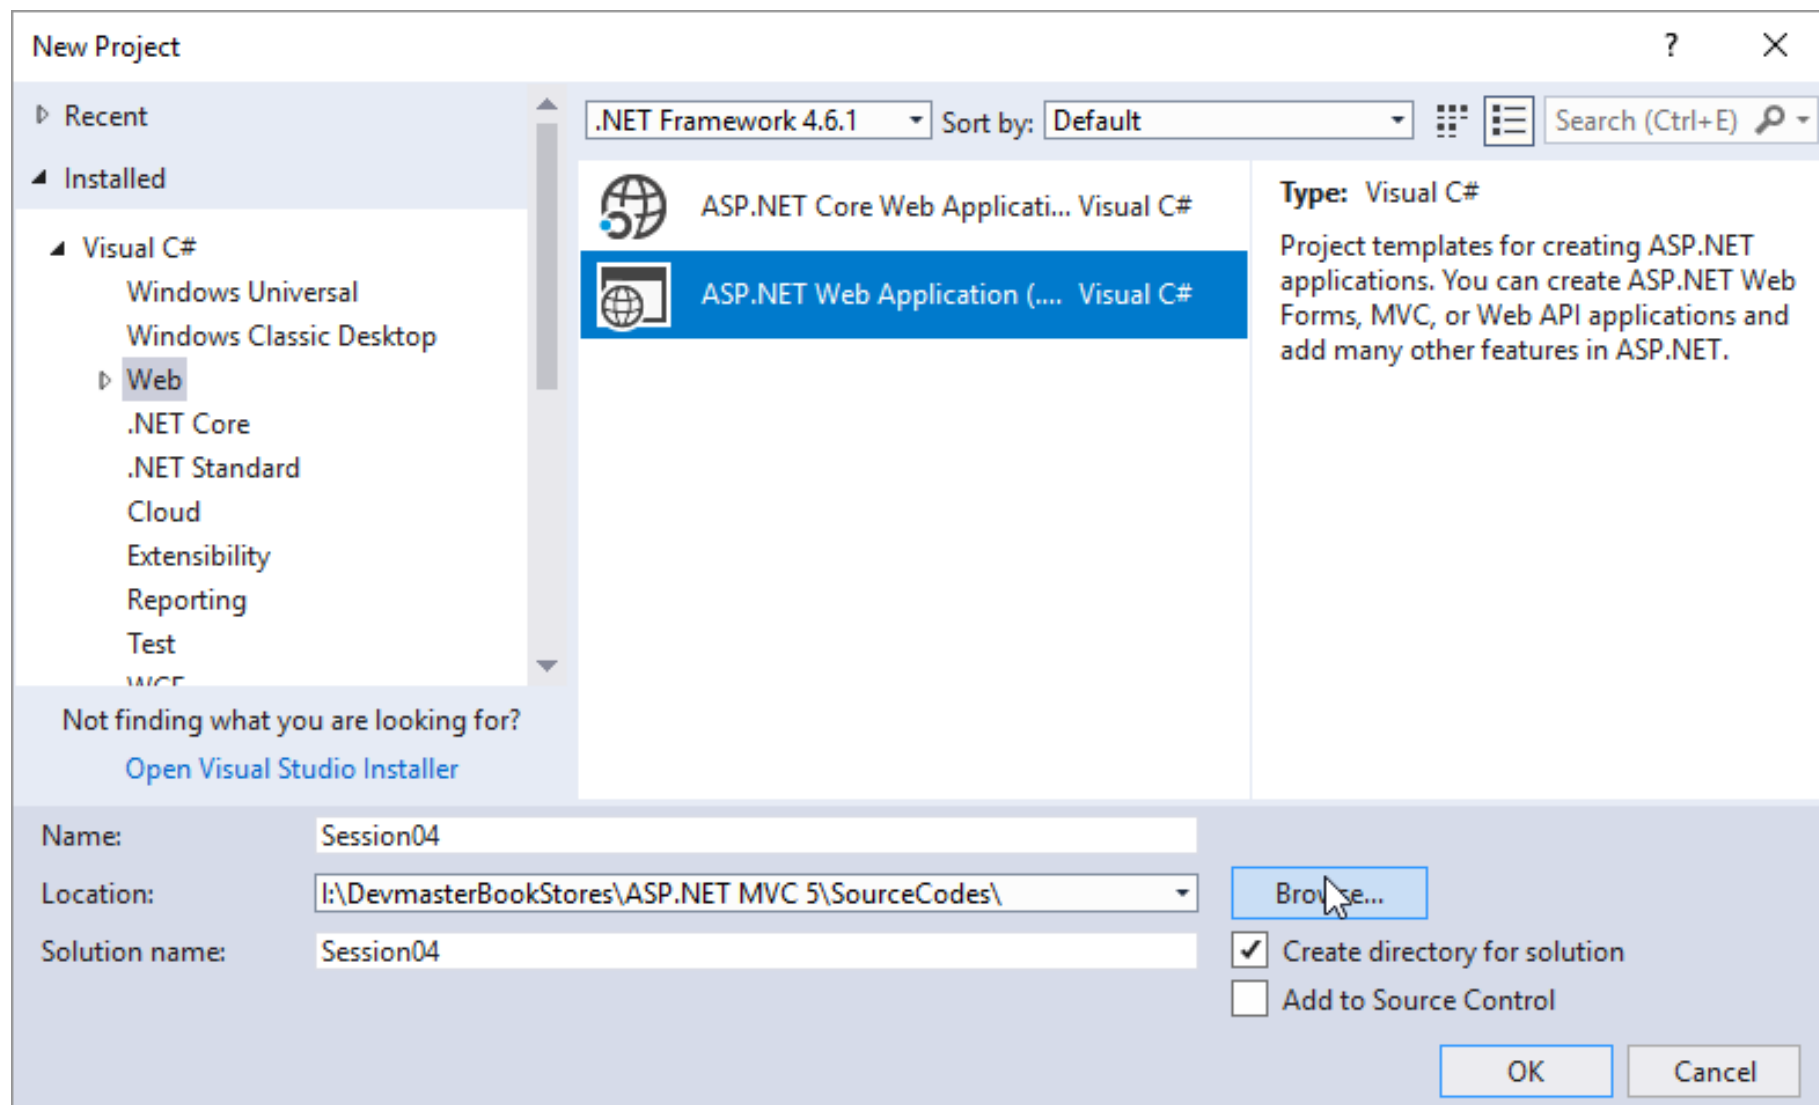 New Project
?
Recent
Installed
Visual C#
Windows Universal
Windows Classic Desktop
Web
.NET Core
.NET Standard
Cloud
Extensibility
Reporting
Test
Not finding what you are looking for?
Open Visual Studio Installer
.NET Framework 4.6.1 Sort by: Default Search (Ctrl+E)
ASP.NET Core Web Applicati... Visual C#
ASP.NET Web Application (.... Visual C#
Type: Visual C#
Project templates for creating ASP.NET
applications. You can create ASP.NET Web
Forms, MVC, or Web API applications and
add many other features in ASP.NET.
Name: Session04
Location: I:\DevmasterBookStores\ASP.NET MVC 5\SourceCodes\ Browse...
Solution name: Session04
Create directory for solution
Add to Source Control
OK Cancel